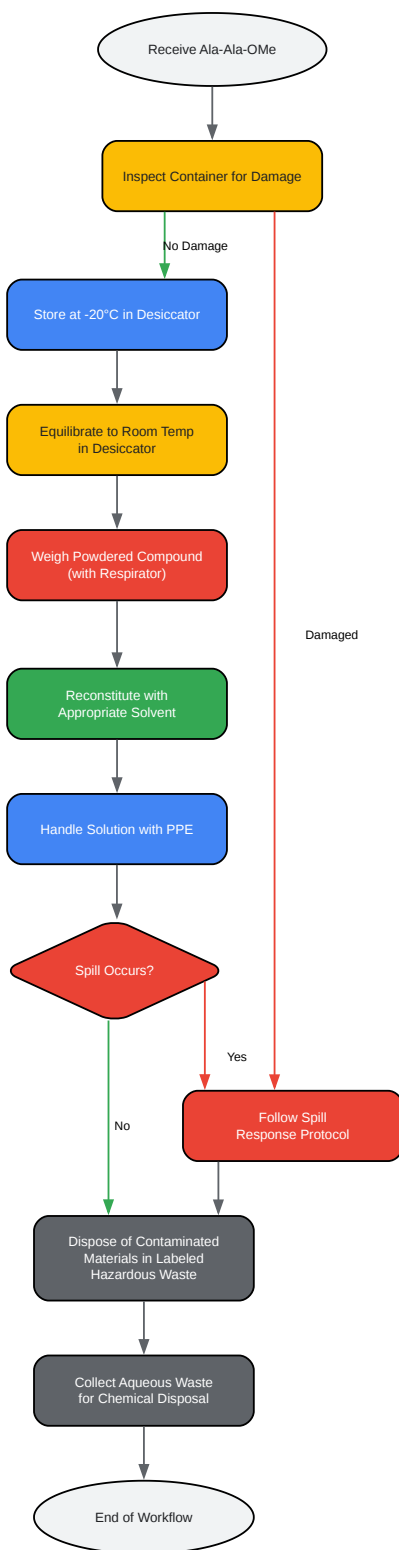 Receive Ala-Ala-OMe
Inspect Container for Damage
No Damage
Store at -20°C in Desiccator
Equilibrate to Room Temp
in Desiccator
Weigh Powdered Compound
(with Respirator)
Damaged
Reconstitute with
Appropriate Solvent
Handle Solution with PPE
Spill Occurs?
Yes
Follow Spill
Response Protocol
No
Dispose of Contaminated
Materials in Labeled
Hazardous Waste
Collect Aqueous Waste
for Chemical Disposal
End of Workflow